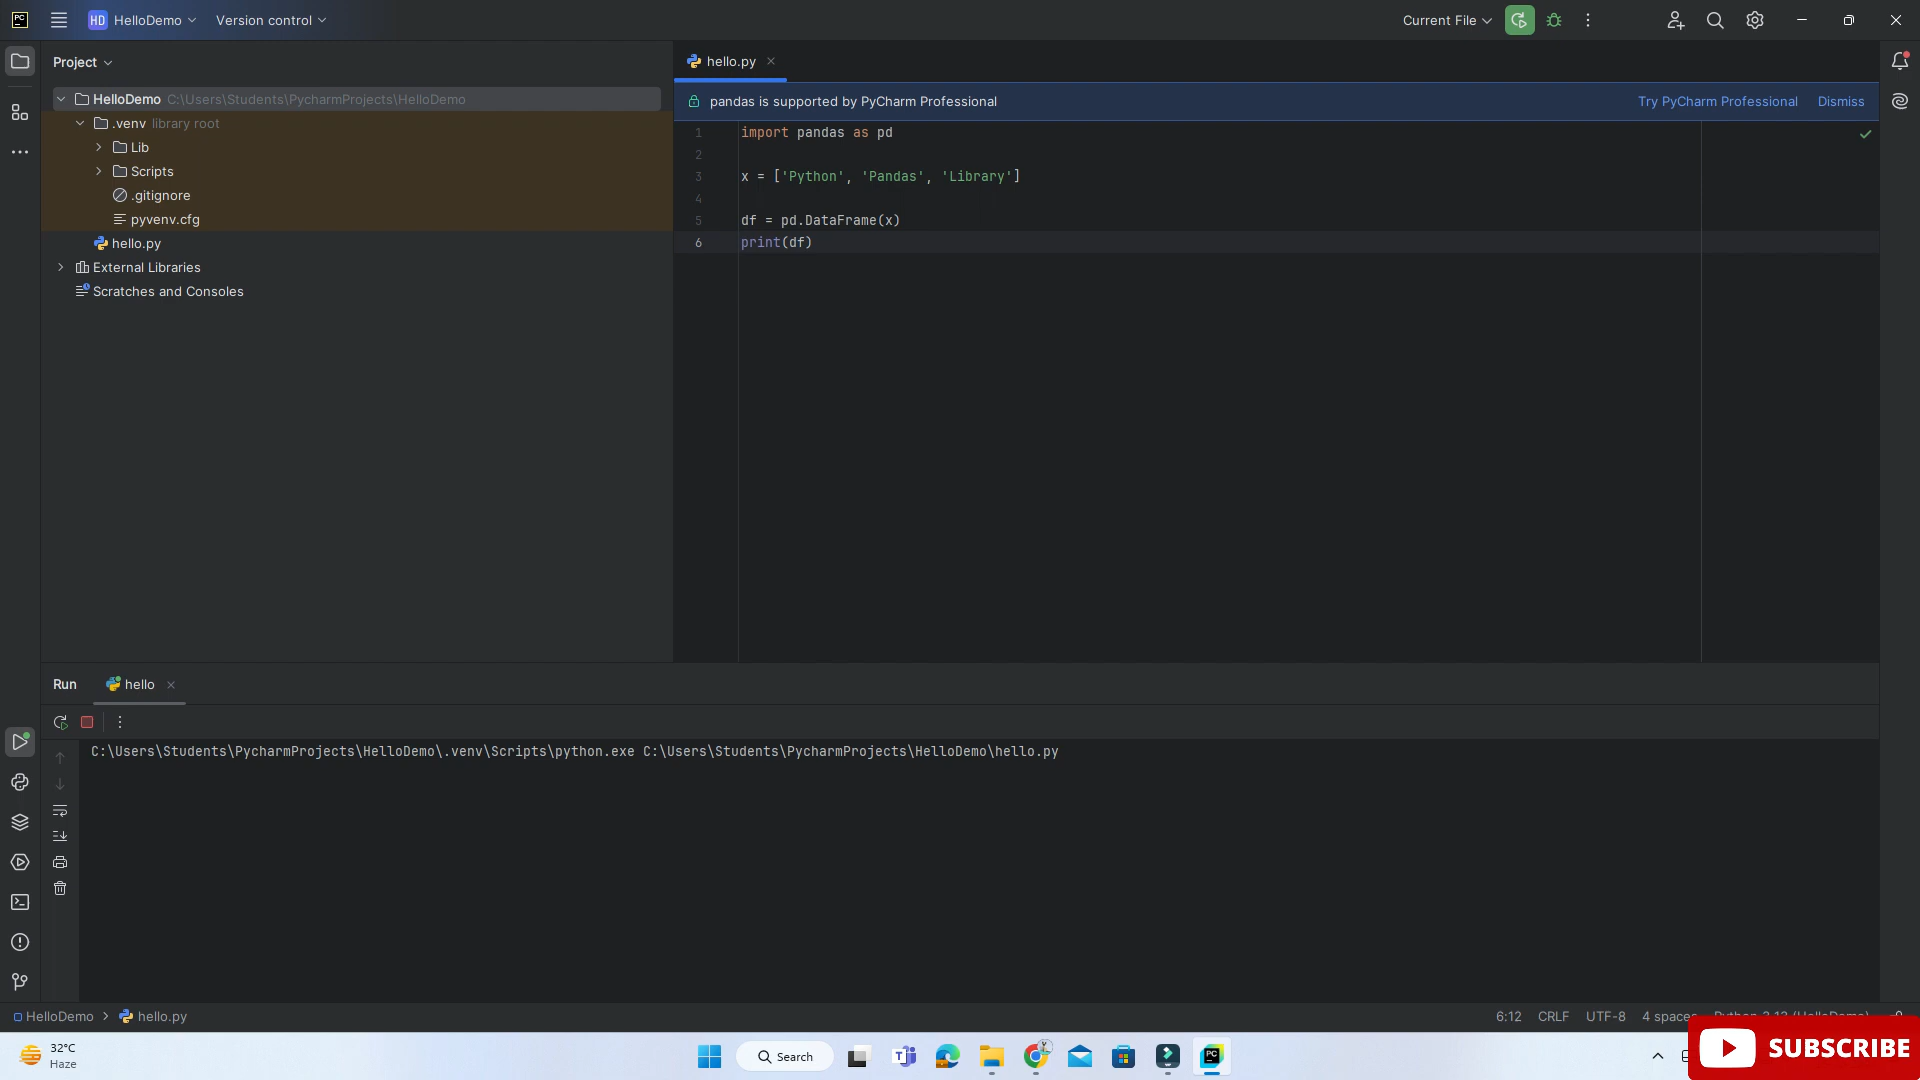 PC
HD HelloDemo
Version control
Current File
Project
HelloDemo C:\Users\Students\PycharmProjects\HelloDemo
.venv library root
Lib
Scripts
.gitignore
pyvenv.cfg
hello.py
External Libraries
Scratches and Consoles
hello.py
pandas is supported by PyCharm Professional
Try PyCharm Professional
Dismiss
1 import pandas as pd
2
3 x = ['Python', 'Pandas', 'Library']
4
5 df = pd.DataFrame(x)
6 print(df)
Run
hello
C:\Users\Students\PycharmProjects\HelloDemo\.venv\Scripts\python.exe C:\Users\Students\PycharmProjects\HelloDemo\hello.py
HelloDemo > hello.py
6:12 CRLF UTF-8 4 spaces
32°C
Haze
Search
PC
SUBSCRIBE